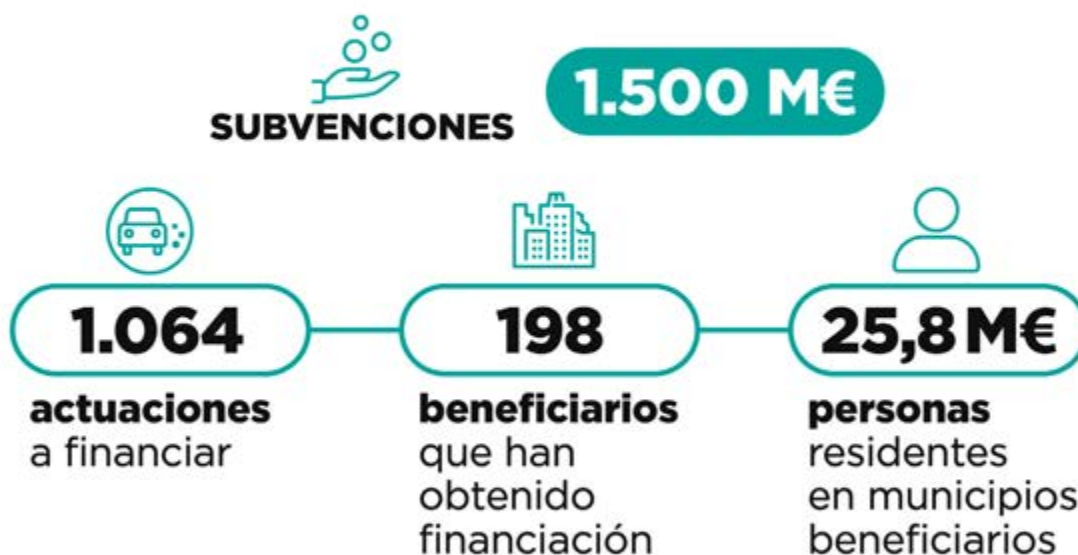 SUBVENCIONES
1.500 M€
1.064
actuaciones
a financiar
198
beneficiarios
que han
obtenido
financiación
25,8 M€
personas
residentes
en municipios
beneficiarios